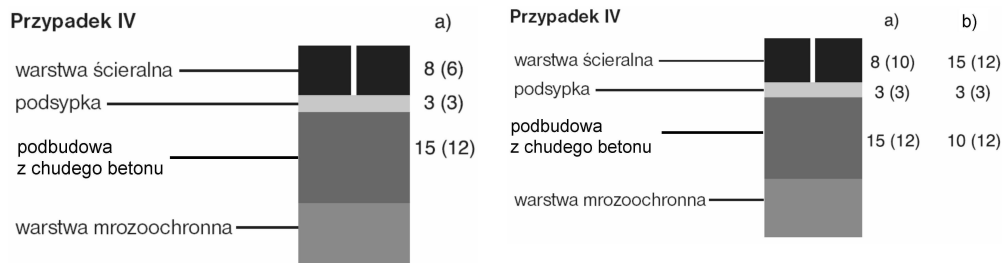 Przypadek IV a)
warstwa ścieralna 8 (6)
podsypka 3 (3)
podbudowa
z chudego betonu 15 (12)
warstwa mrozoochronna
Przypadek IV a) b)
warstwa ścieralna 8 (10) 15 (12)
podsypka 3 (3) 3 (3)
podbudowa
z chudego betonu 15 (12) 10 (12)
warstwa mrozoochronna